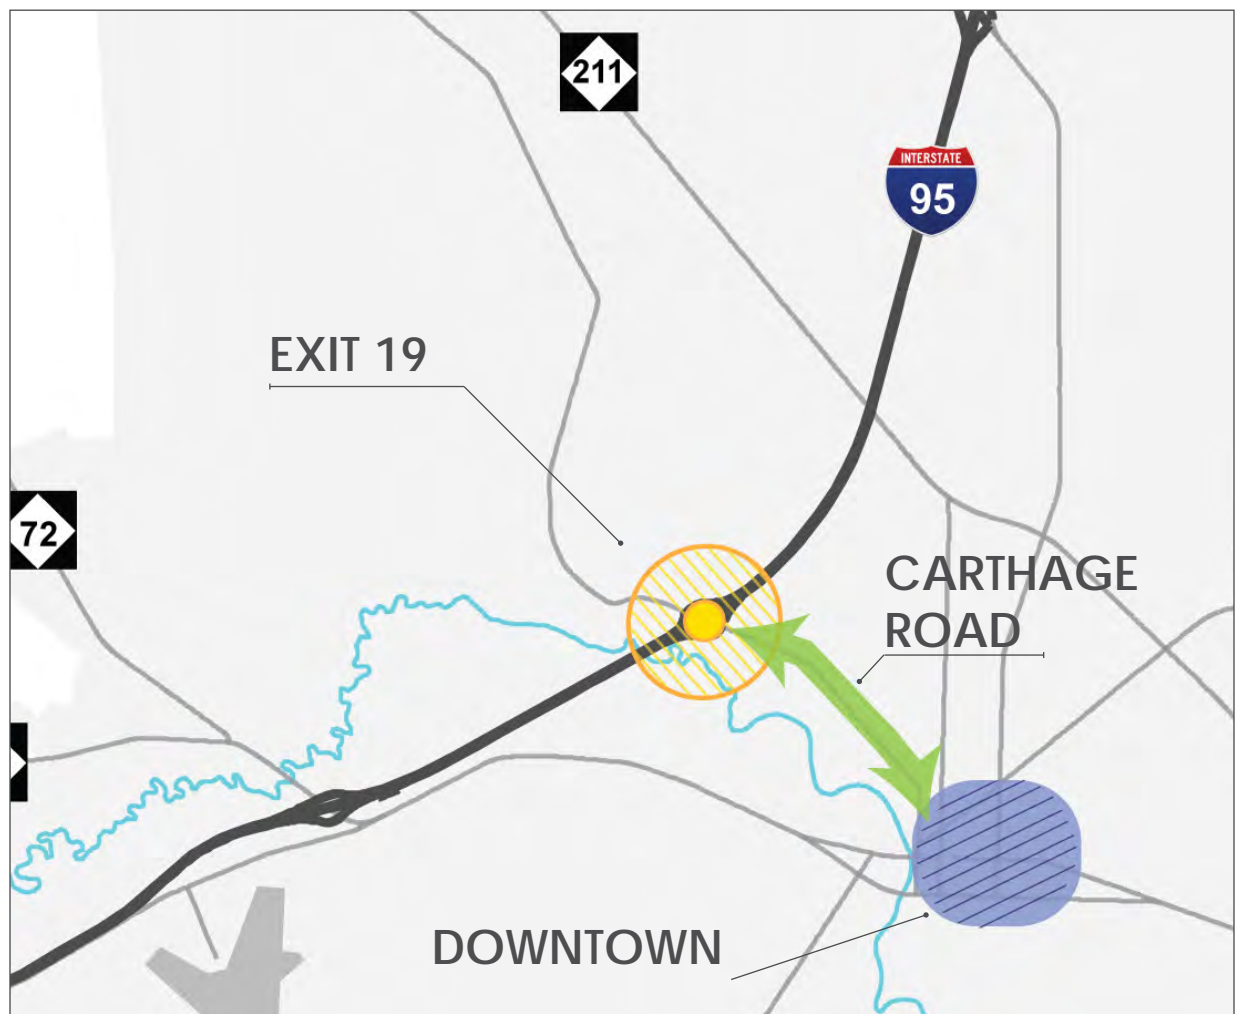 211
INTERSTATE
95
EXIT 19
72
CARTHAGE
ROAD
DOWNTOWN